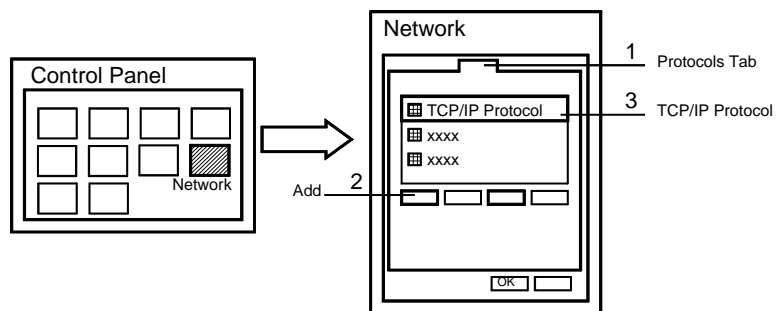 Control Panel
Network
Network
1 Protocols Tab
TCP/IP Protocol
3 TCP/IP Protocol
xxxx
xxxx
Add 2
OK